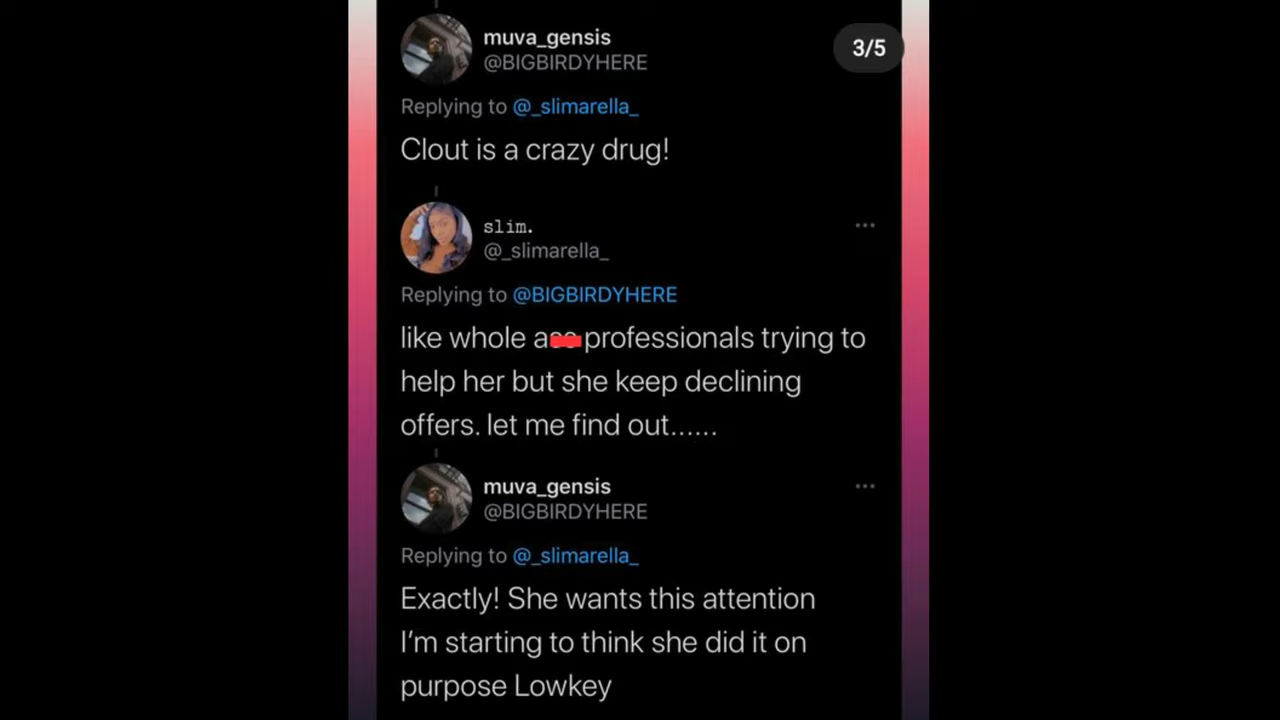 muva_gensis
@BIGBIRDYHERE
3/5
Replying to @_slimarella_
Clout is a crazy drug!
slim.
@_slimarella_
Replying to @BIGBIRDYHERE
like whole ass professionals trying to
help her but she keep declining
offers. let me find out......
muva_gensis
@BIGBIRDYHERE
Replying to @_slimarella_
Exactly! She wants this attention
I'm starting to think she did it on
purpose Lowkey